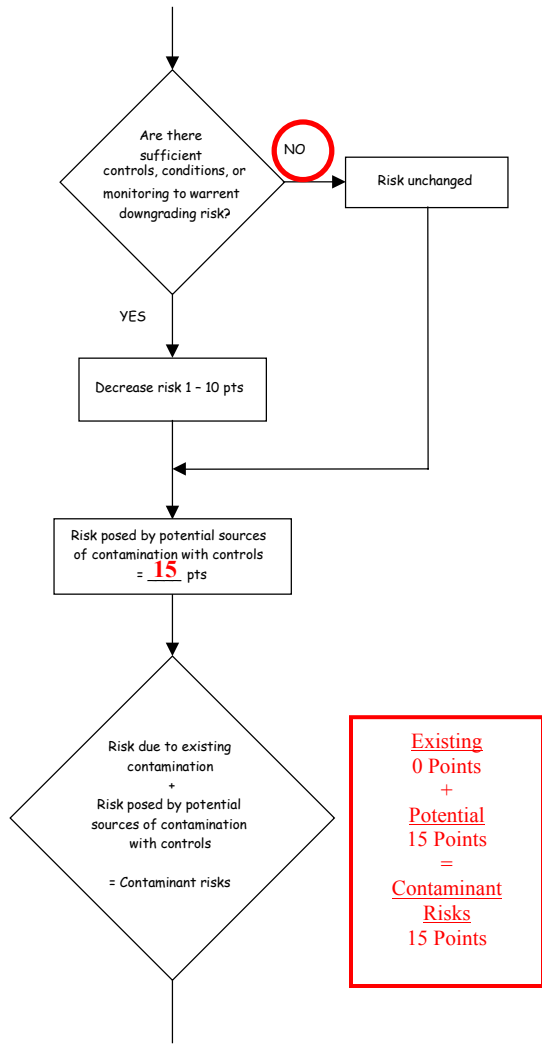 Are there
sufficient
controls, conditions, or
monitoring to warrent
downgrading risk?
NO
Risk unchanged
YES
Decrease risk 1 – 10 pts
Risk posed by potential sources
of contamination with controls
= 15 pts
Risk due to existing
contamination
+
Risk posed by potential
sources of contamination
with controls
= Contaminant risks
Existing
0 Points
+
Potential
15 Points
=
Contaminant
Risks
15 Points